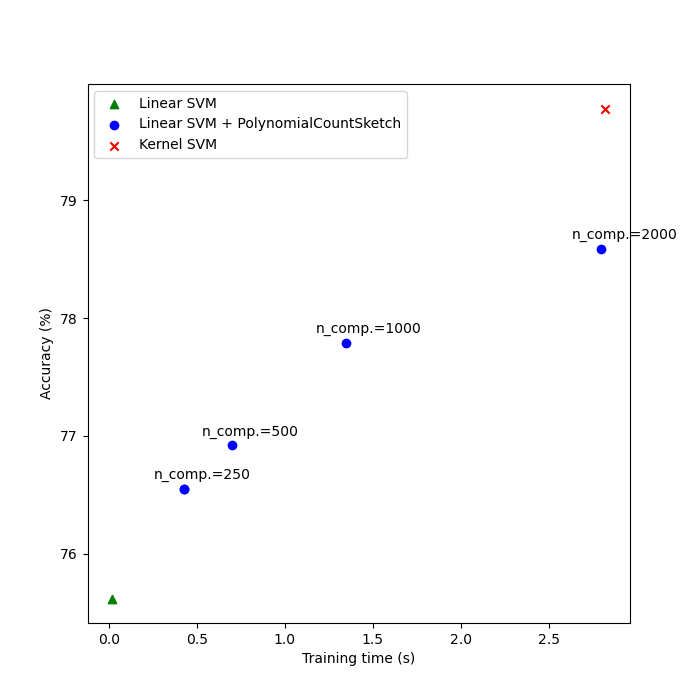 Linear SVM
Linear SVM + PolynomialCountSketch
Kernel SVM
n_comp.=2000
n_comp.=1000
n_comp.=500
n_comp.=250
79
78
77
76
Accuracy (%)
0.0 0.5 1.0 1.5 2.0 2.5
Training time (s)